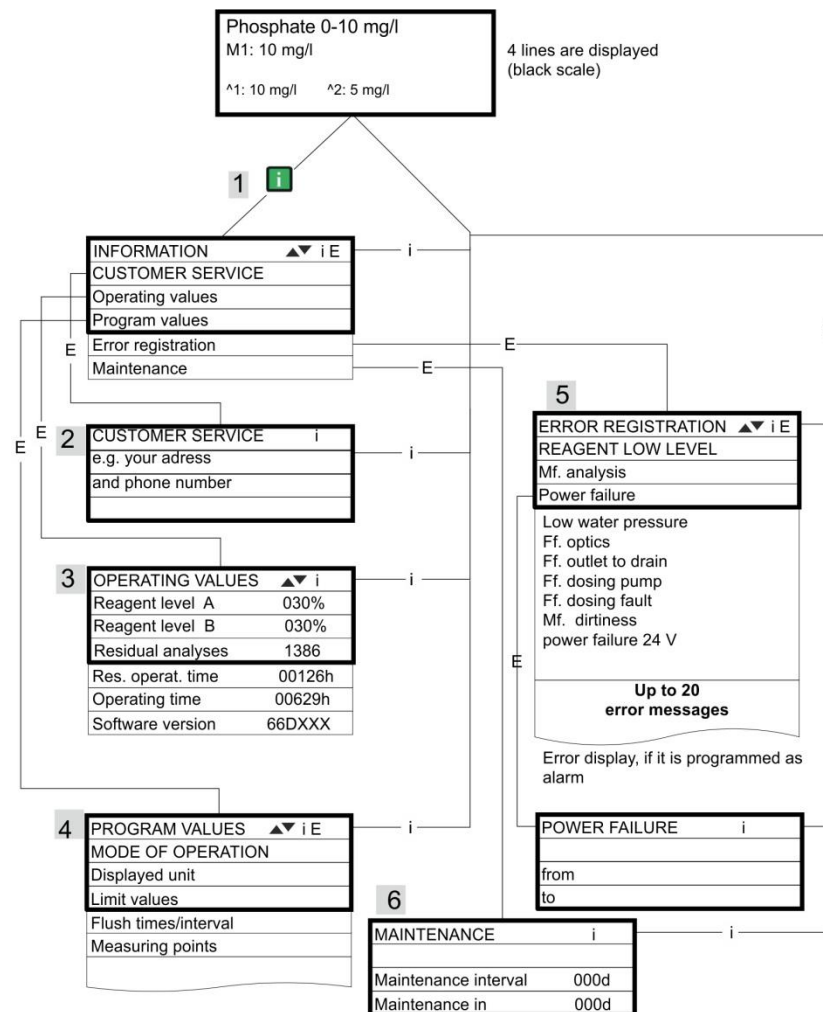 Phosphate 0-10 mg/l
M1: 10 mg/l
^1: 10 mg/l ^2: 5 mg/l
4 lines are displayed
(black scale)
1
i
INFORMATION ▲▼ i E
CUSTOMER SERVICE
Operating values
Program values
Error registration
Maintenance
i
E
E
E
E
E
2
CUSTOMER SERVICE i
e.g. your adress
and phone number
i
3
OPERATING VALUES ▲▼ i
Reagent level A 030%
Reagent level B 030%
Residual analyses 1386
Res. operat. time 00126h
Operating time 00629h
Software version 66DXXX
i
4
PROGRAM VALUES ▲▼ i E
MODE OF OPERATION
Displayed unit
Limit values
Flush times/interval
Measuring points
i
5
ERROR REGISTRATION ▲▼ i E
REAGENT LOW LEVEL
Mf. analysis
Power failure
Low water pressure
Ff. optics
Ff. outlet to drain
Ff. dosing pump
Ff. dosing fault
Mf. dirtiness
power failure 24 V
E
Up to 20
error messages
Error display, if it is programmed as
alarm
POWER FAILURE i
from
to
6
MAINTENANCE i
Maintenance interval 000d
Maintenance in 000d
i